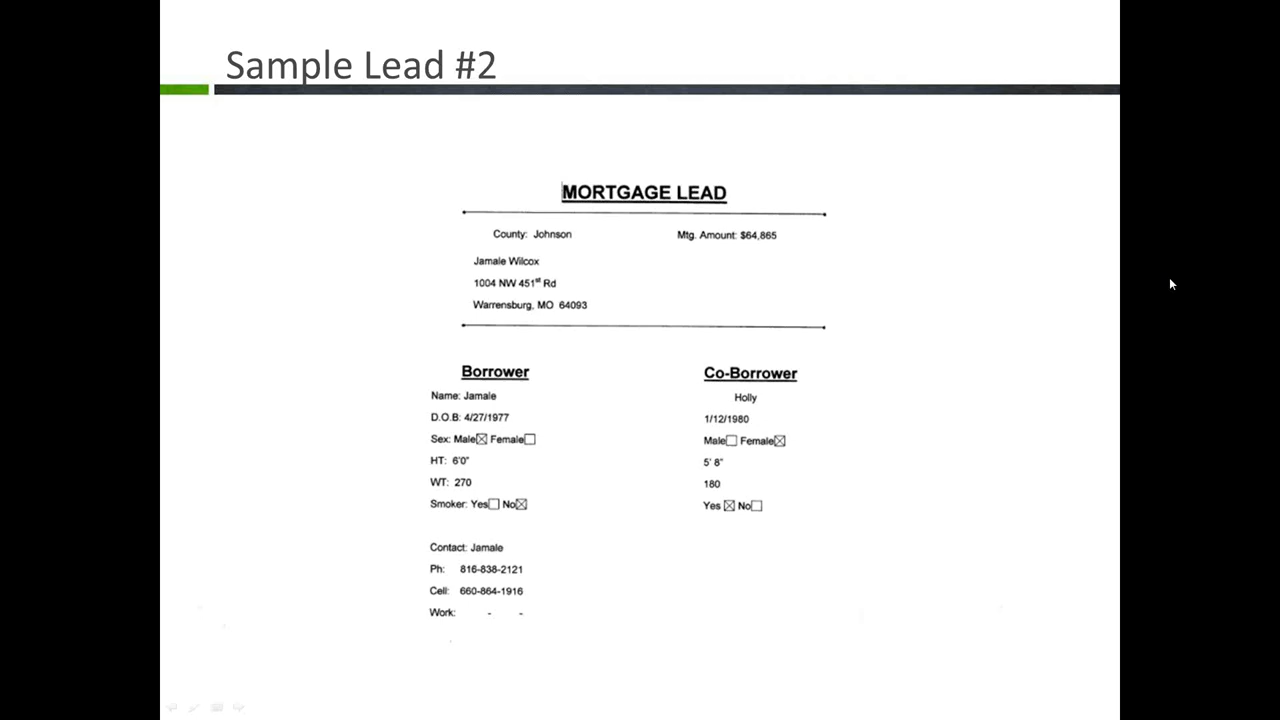 Sample Lead #2
MORTGAGE LEAD
County: Johnson Mtg. Amount: $64,865
Jamale Wilcox
1004 NW 451st Rd
Warrensburg, MO 64093
Borrower Co-Borrower
Name: Jamale Holly
D.O.B: 4/27/1977 1/12/1980
Sex: Male☒ Female☐ Male☐ Female☒
HT: 6'0" 5' 8"
WT: 270 180
Smoker: Yes☐ No☒ Yes ☒ No☐
Contact: Jamale
Ph: 816-838-2121
Cell: 660-864-1916
Work: - -